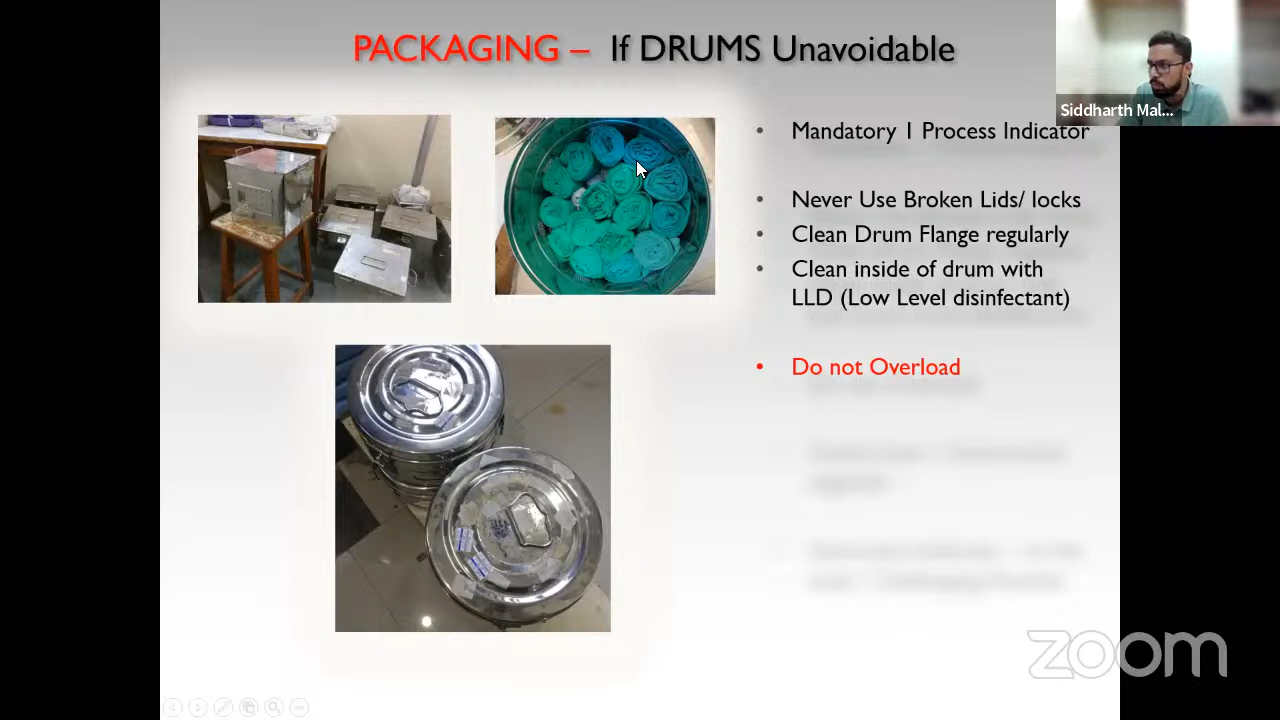 PACKAGING – If DRUMS Unavoidable
Siddharth Mal...
• Mandatory 1 Process Indicator
• Never Use Broken Lids/ locks
• Clean Drum Flange regularly
• Clean inside of drum with
LLD (Low Level disinfectant)
• Do not Overload
zoom